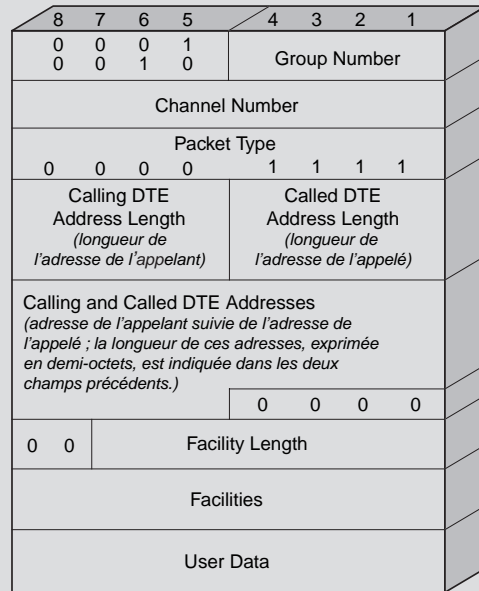 8 7 6 5 4 3 2 1
0 0 0 1
0 0 1 0
Group Number
Channel Number
Packet Type
0 0 0 0 1 1 1 1
Calling DTE
Address Length
(longueur de
l'adresse de l'appelant)
Called DTE
Address Length
(longueur de
l'adresse de l'appelé)
Calling and Called DTE Addresses
(adresse de l'appelant suivie de l'adresse de
l'appelé ; la longueur de ces adresses, exprimée
en demi-octets, est indiquée dans les deux
champs précédents.)
0 0 0 0
0 0 Facility Length
Facilities
User Data